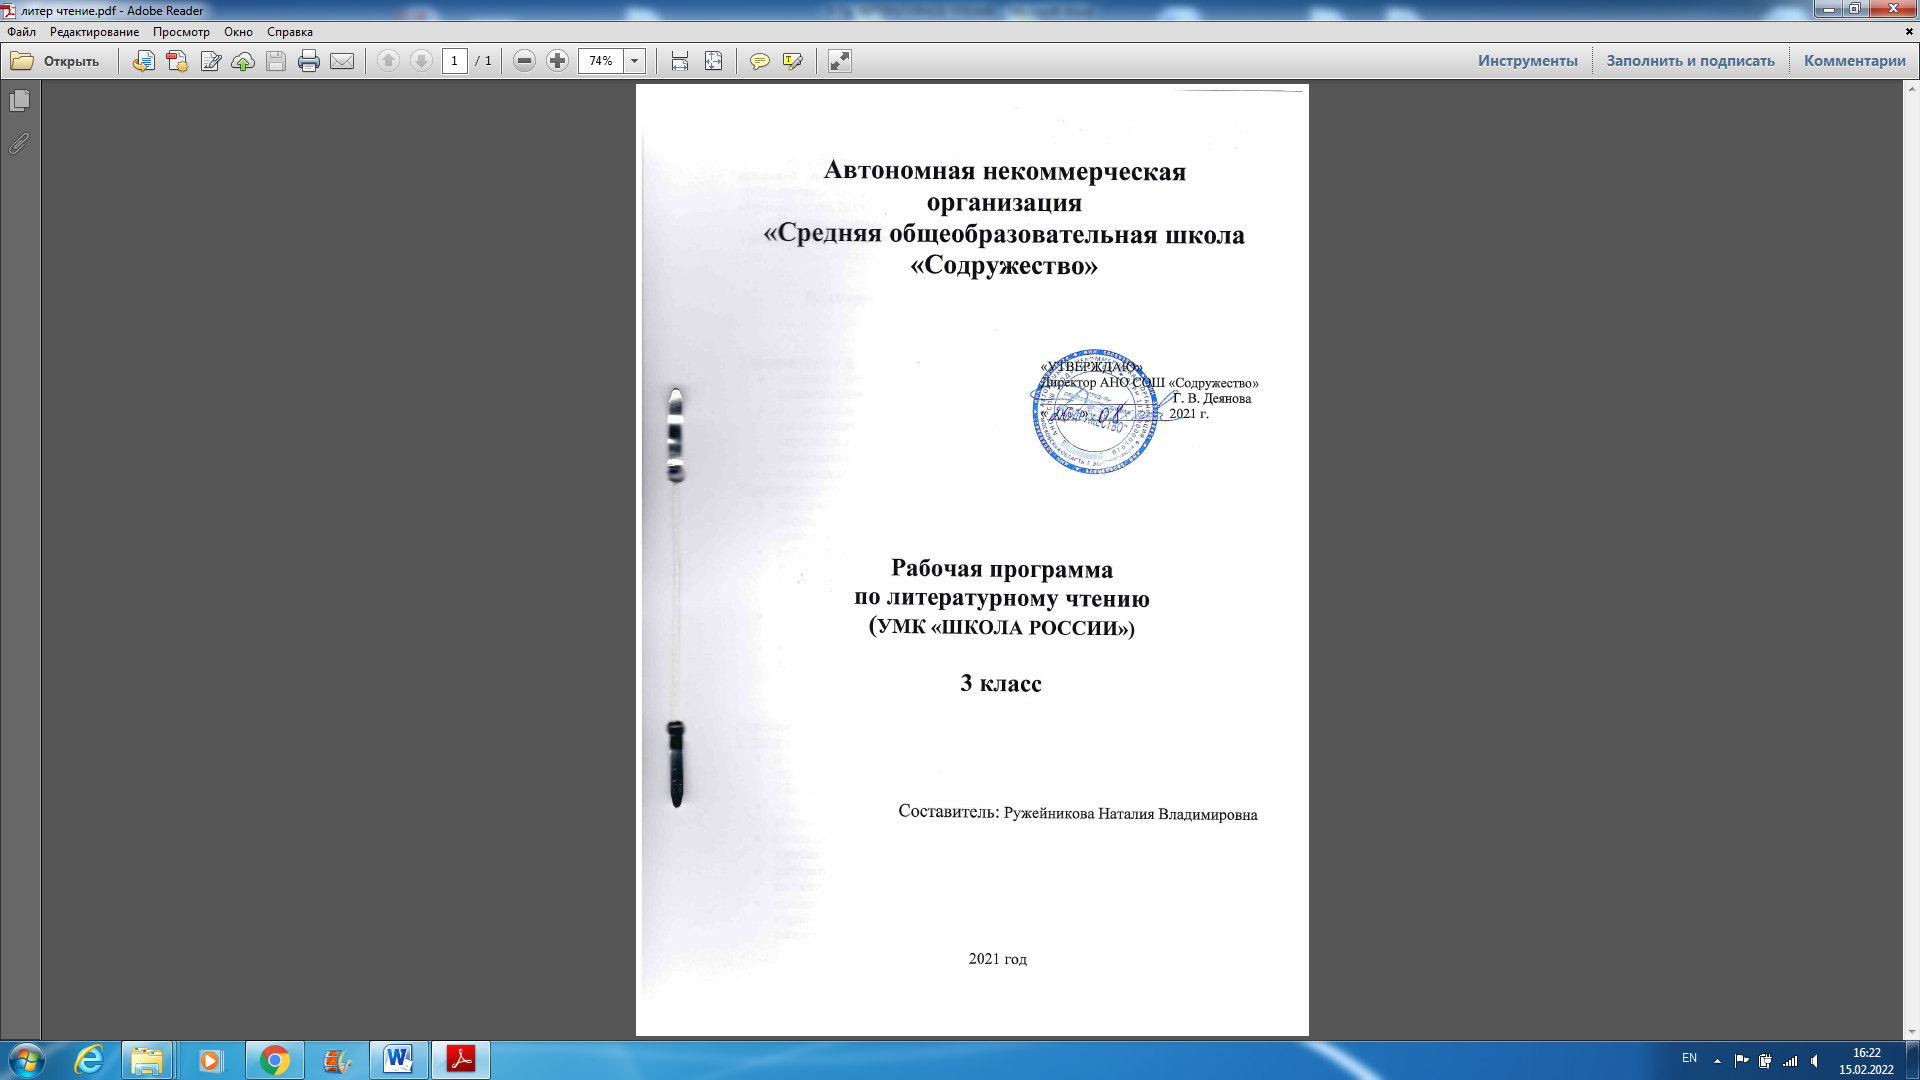 литер чтение.pdf - Adobe Reader
Файл Редактирование Просмотр Окно Справка
Открыть 1 / 1 74% Инструменты Заполнить и подписать Комментарии
Автономная некоммерческая
организация
«Средняя общеобразовательная школа
«Содружество»
«УТВЕРЖДАЮ»
Директор АНО СОШ «Содружество»
Г. В. Деянова
« » 08 2021 г.
Рабочая программа
по литературному чтению
(УМК «ШКОЛА РОССИИ»)
3 класс
Составитель: Ружейникова Наталия Владимировна
2021 год
EN
16:22
15.02.2022